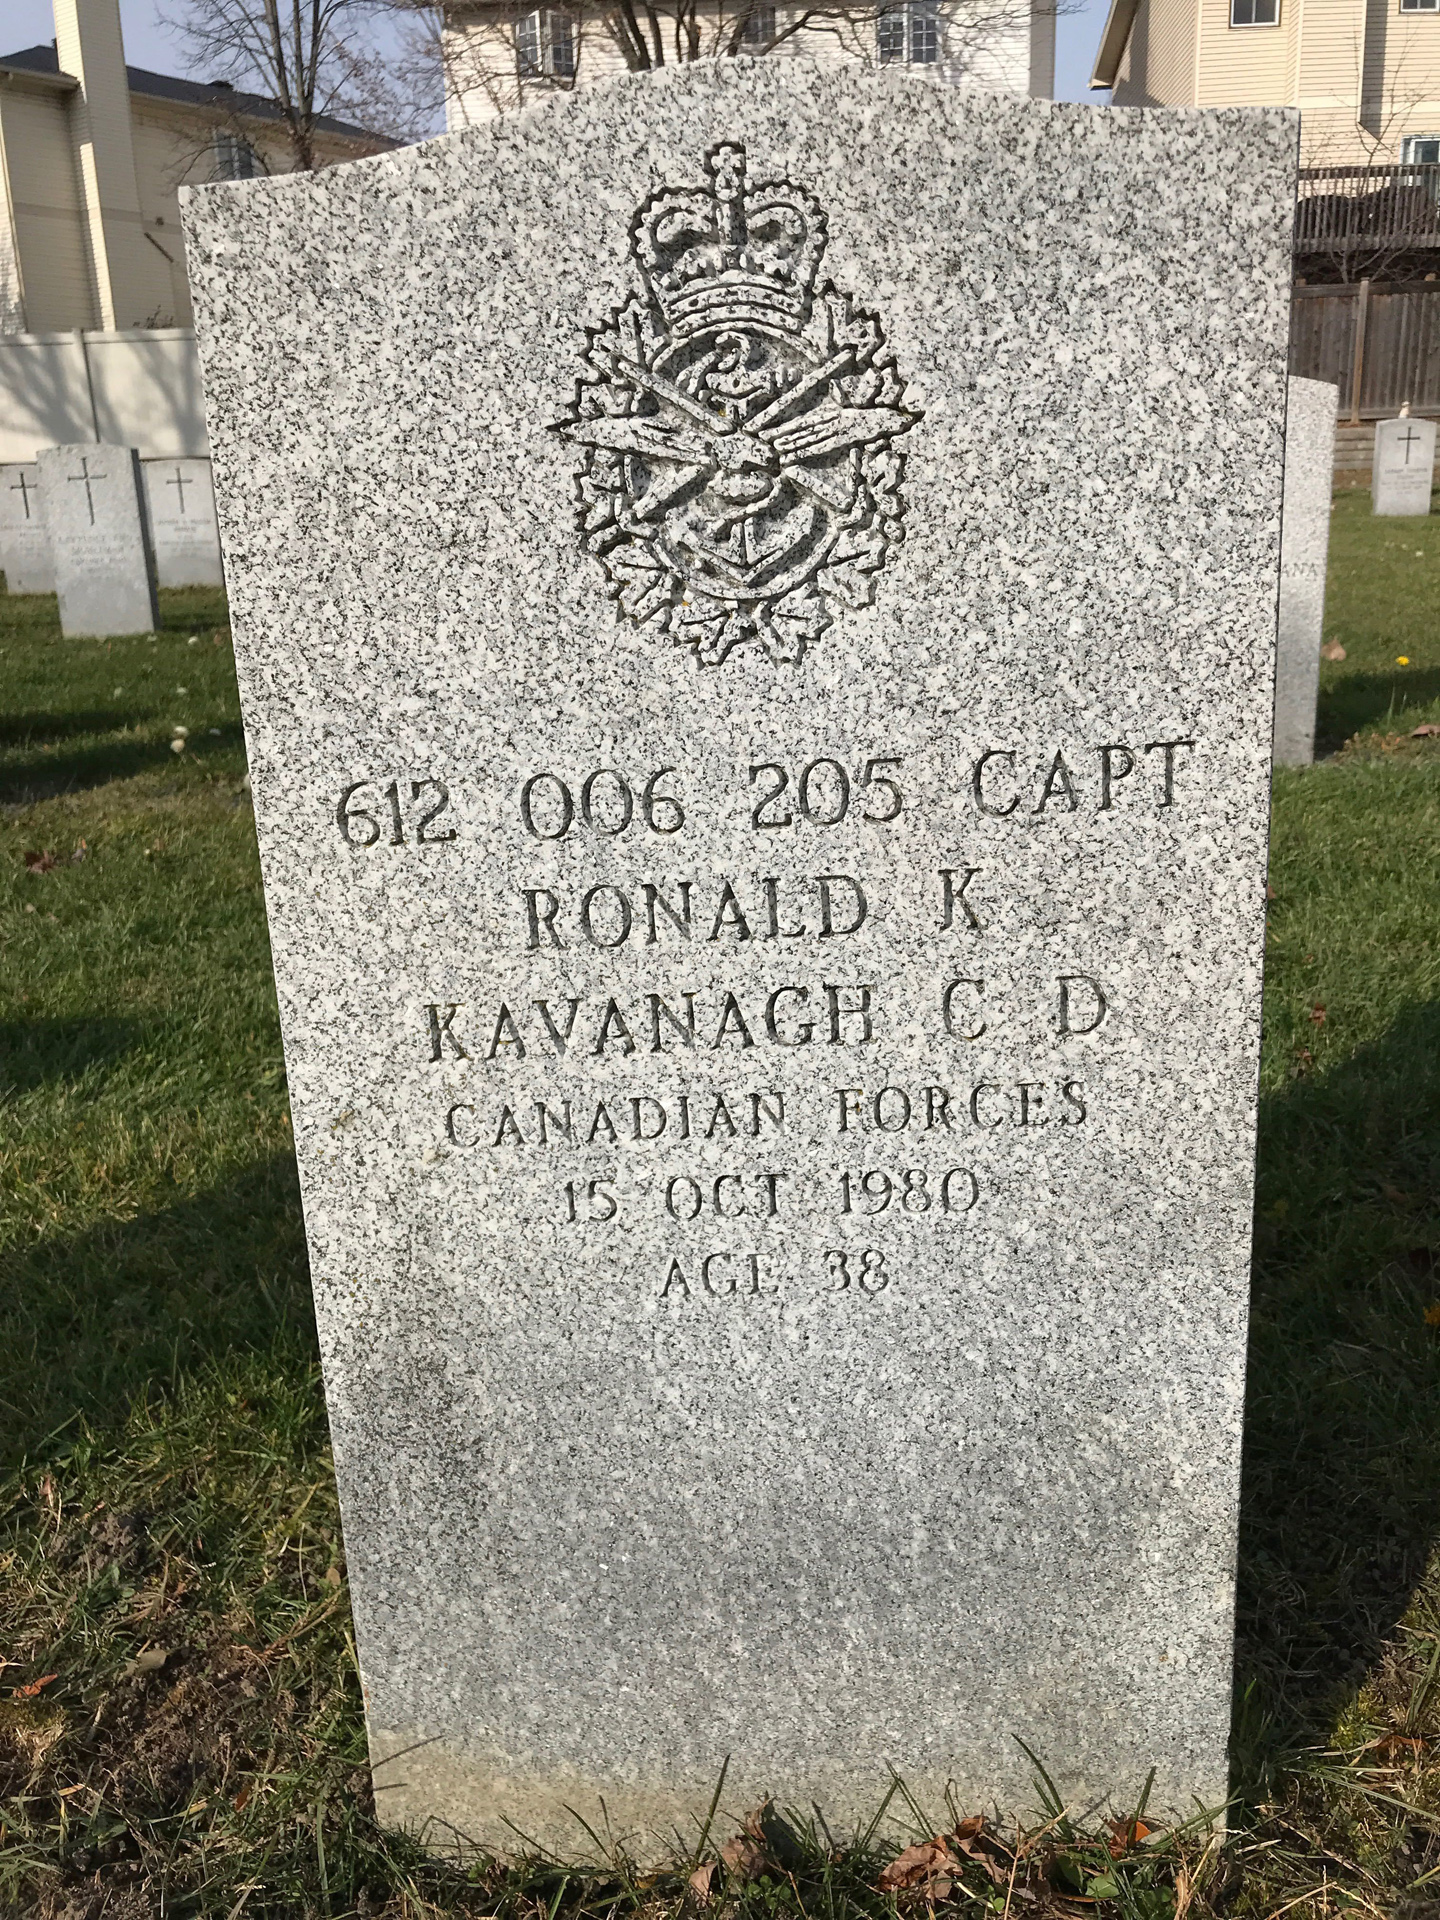 612 006 205 CAPT
RONALD K
KAVANAGH C D
CANADIAN FORCES
15 OCT 1980
AGE 38